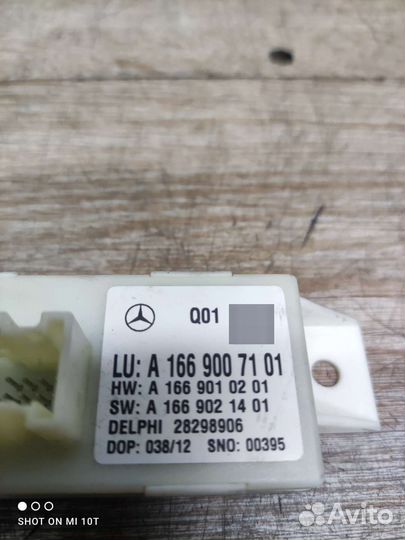 Q01
LU: A 166 900 71 01
HW: A 166 901 02 01
SW: A 166 902 14 01
DELPHI 28298906
DOP: 038/12 SNO: 00395
SHOT ON MI 10T
Avito